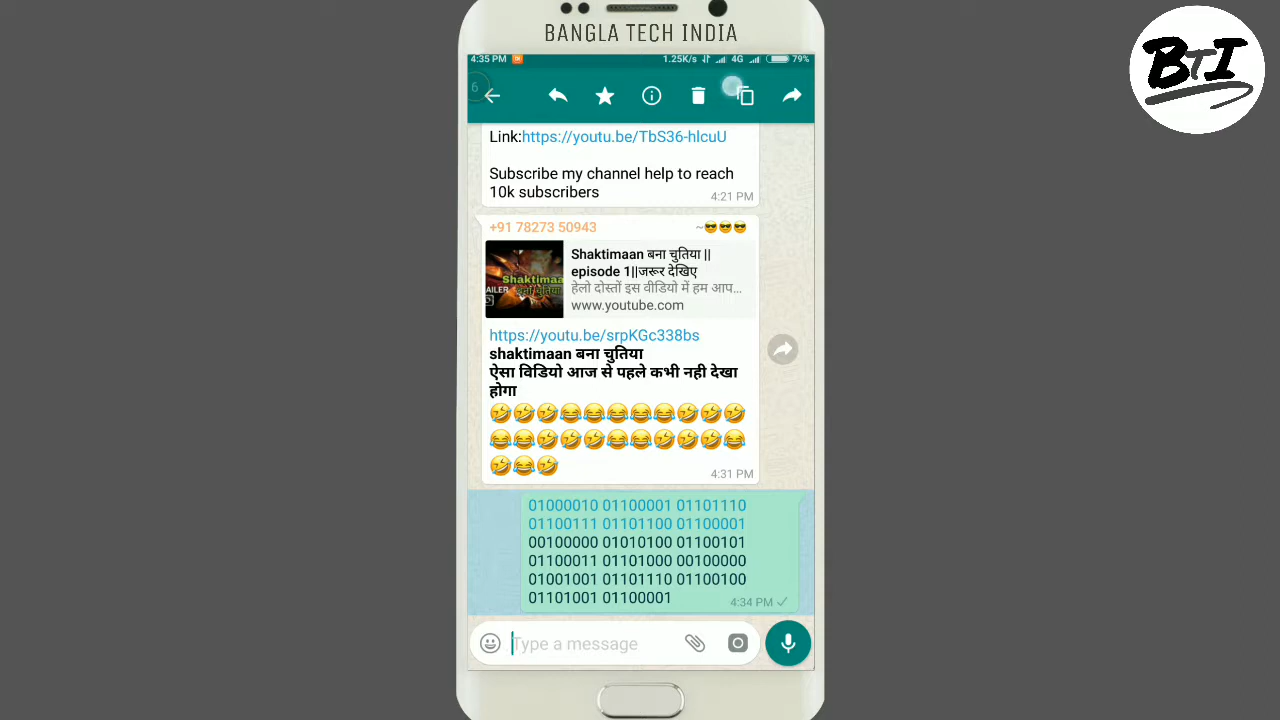 BANGLA TECH INDIA
BTI
4:35 PM 1.25K/s 4G 79%
6
Link:https://youtu.be/TbS36-hlcuU
Subscribe my channel help to reach
10k subscribers
4:21 PM
+91 78273 50943 ~😎😎😎
Shaktimaan बना चुतिया ||
episode 1||जरूर देखिए
हेलो दोस्तों इस वीडियो में हम आप...
www.youtube.com
https://youtu.be/srpKGc338bs
shaktimaan बना चुतिया
ऐसा विडियो आज से पहले कभी नही देखा
होगा
🤣🤣🤣😂😂😂😂😂🤣🤣🤣
😂😂🤣🤣🤣😂😂🤣🤣🤣😂
🤣😂🤣
4:31 PM
01000010 01100001 01101110
01100111 01101100 01100001
00100000 01010100 01100101
01100011 01101000 00100000
01001001 01101110 01100100
01101001 01100001
4:34 PM
Type a message